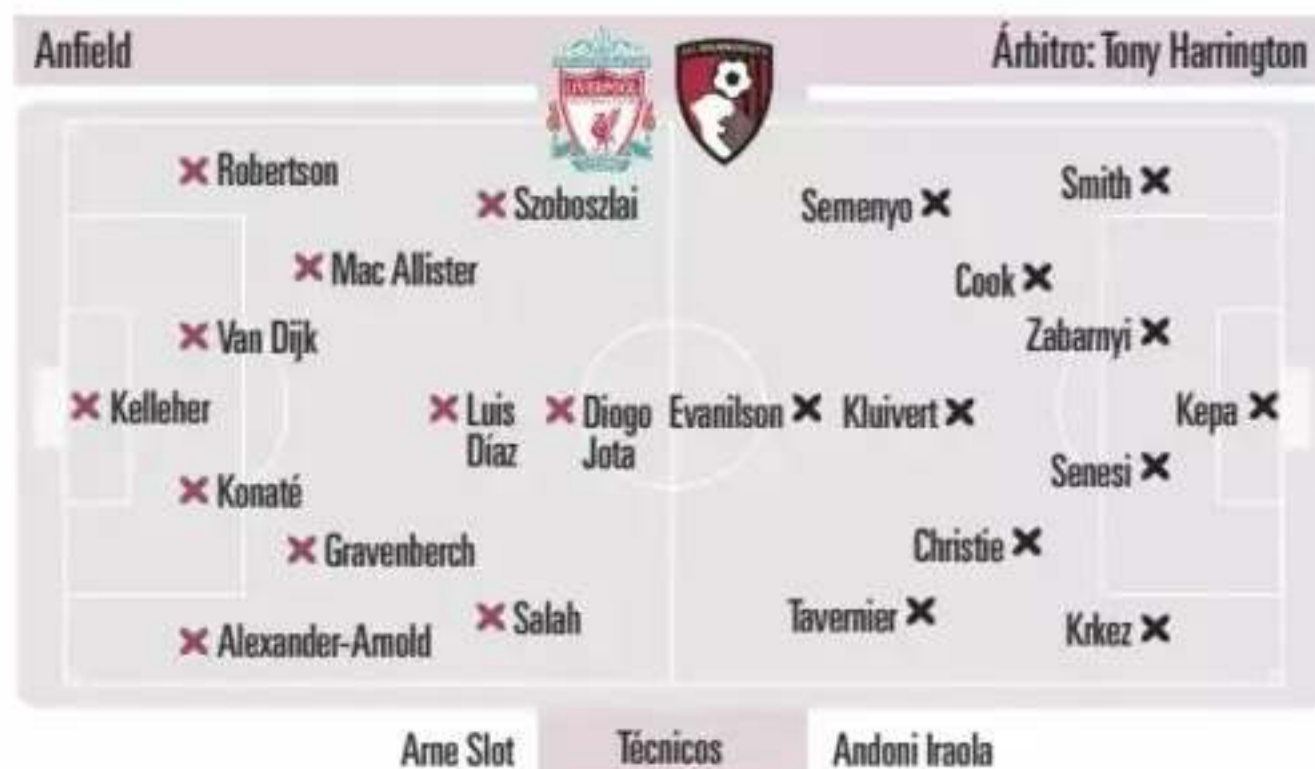 Anfield
Árbitro: Tony Harrington
LIVERPOOL
Robertson
Szoboszlai
Mac Allister
Van Dijk
Kelleher
Luis
Díaz
Diogo
Jota
Konaté
Gravenberch
Salah
Alexander-Arnold
Semenyo
Smith
Cook
Zabarnyi
Evanilson
Kluivert
Kepa
Senesi
Christie
Tavernier
Krkez
Arne Slot
Técnicos
Andoni Iraola